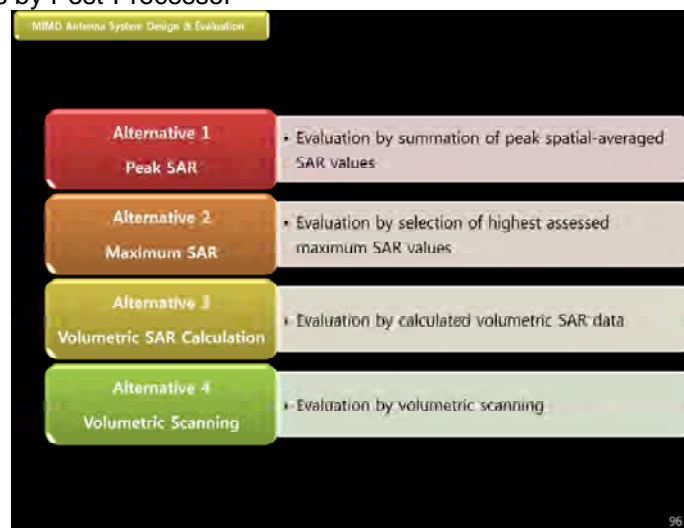 s by Post Processor
MIMO Antenna System Design & Evaluation
Alternative 1
Peak SAR
• Evaluation by summation of peak spatial-averaged
SAR values
Alternative 2
Maximum SAR
• Evaluation by selection of highest assessed
maximum SAR values
Alternative 3
Volumetric SAR Calculation
• Evaluation by calculated volumetric SAR data
Alternative 4
Volumetric Scanning
• Evaluation by volumetric scanning
96